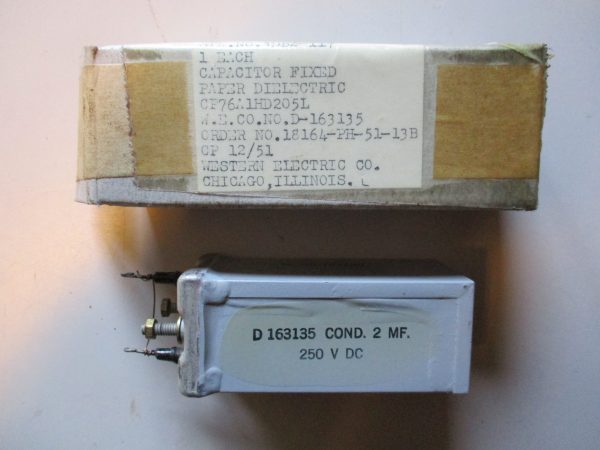 1 EACH
CAPACITOR FIXED
PAPER DIELECTRIC
CP76A1HD205L
W.E.CO.NO.D-163135
ORDER NO.18164-PH-51-13B
CP 12/51
WESTERN ELECTRIC CO.
CHICAGO,ILLINOIS.
D 163135 COND. 2 MF.
250 V DC